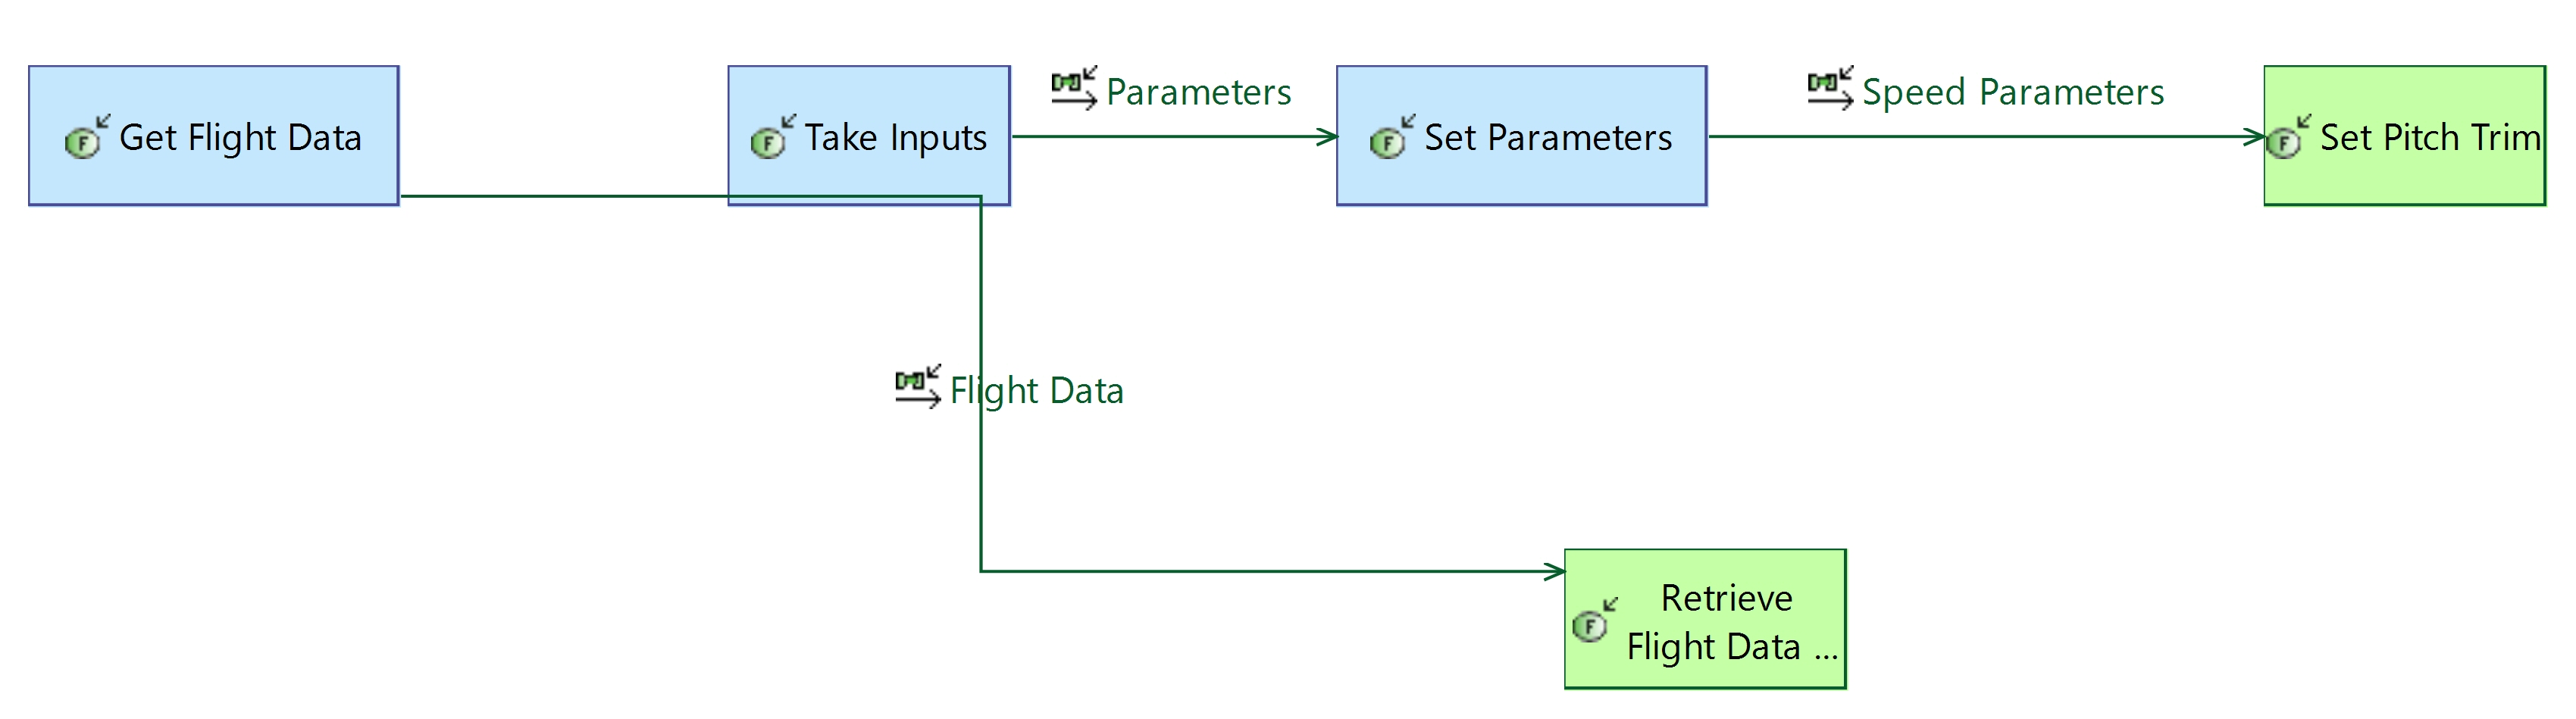 Get Flight Data
Take Inputs
Parameters
Set Parameters
Speed Parameters
Set Pitch Trim
Flight Data
Retrieve
Flight Data ...